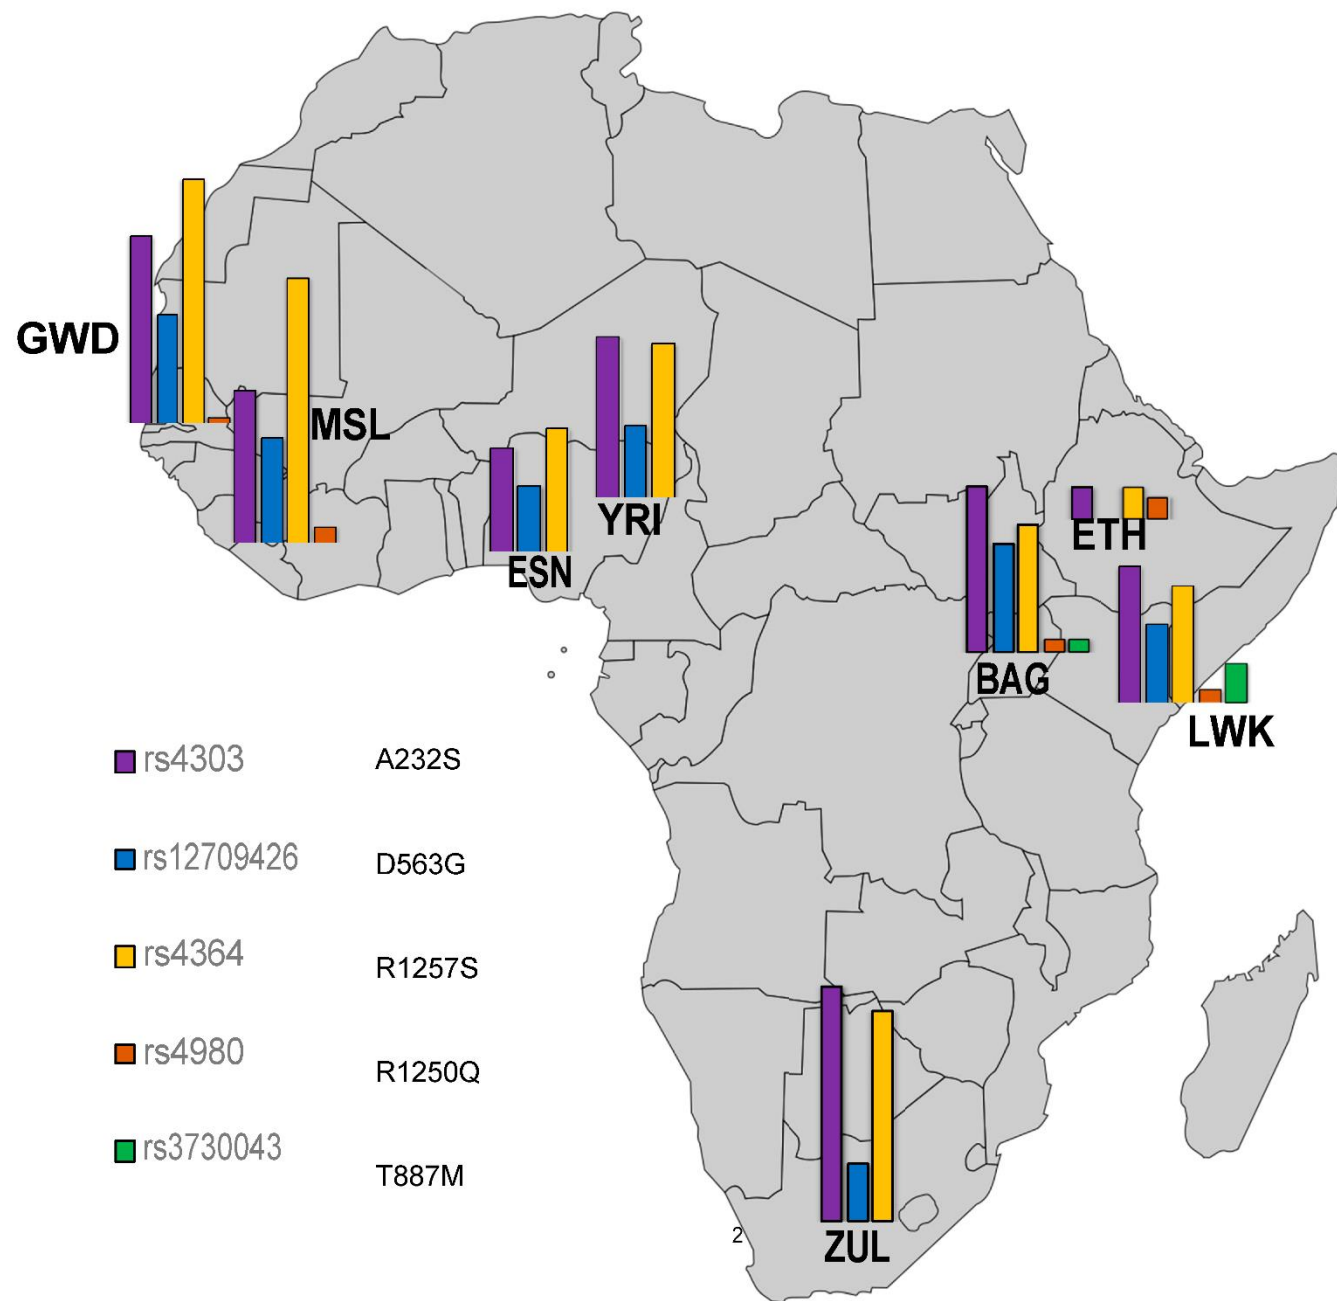 GWD
MSL
YRI
ESN
ETH
BAG
LWK
rs4303 A232S
rs12709426 D563G
rs4364 R1257S
rs4980 R1250Q
rs3730043 T887M
2
ZUL